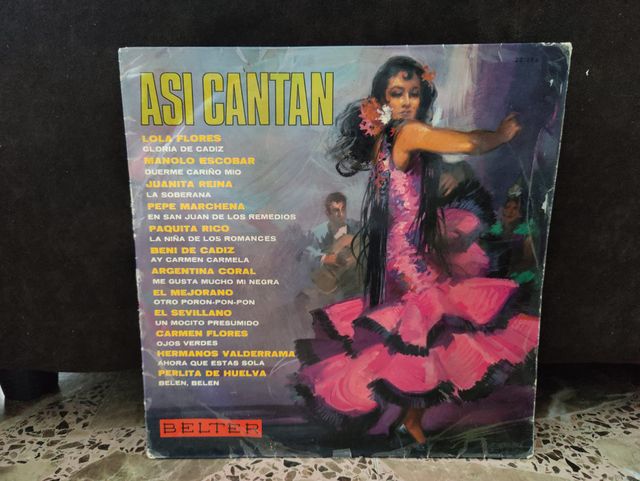 ASI CANTAN
LOLA FLORES
GLORIA DE CADIZ
MANOLO ESCOBAR
DUERME CARIÑO MIO
JUANITA REINA
LA SOBERANA
PEPE MARCHENA
EN SAN JUAN DE LOS REMEDIOS
PAQUITA RICO
LA NIÑA DE LOS ROMANCES
BENI DE CADIZ
AY CARMEN CARMELA
ARGENTINA CORAL
ME GUSTA MUCHO MI NEGRA
EL MEJORANO
OTRO PORON-PON-PON
EL SEVILLANO
UN MOCITO PRESUMIDO
CARMEN FLORES
OJOS VERDES
HERMANOS VALDERRAMA
AHORA QUE ESTAS SOLA
PERLITA DE HUELVA
BELEN, BELEN
BELTER